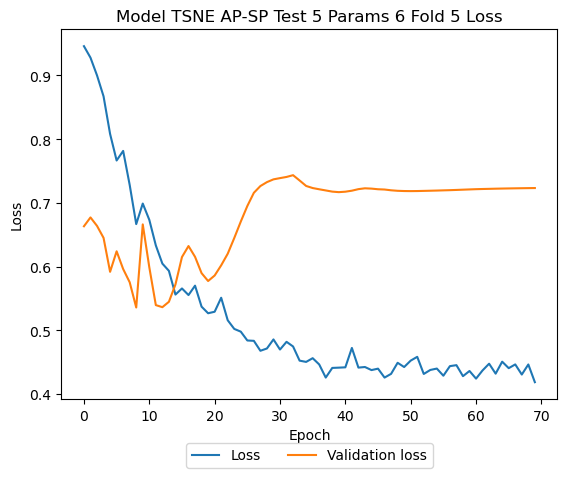 Model TSNE AP-SP Test 5 Params 6 Fold 5 Loss
0.9
0.8
0.7
0.6
0.5
0.4
Loss
0 10 20 30 40 50 60 70
Epoch
Loss Validation loss